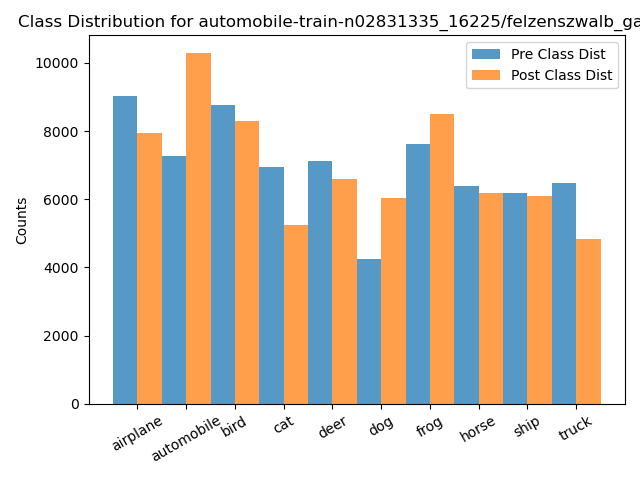 Class Distribution for automobile-train-n02831335_16225/felzenszwalb_ga
Pre Class Dist
Post Class Dist
Counts
10000
8000
6000
4000
2000
0
airplane
automobile
bird
cat
deer
dog
frog
horse
ship
truck